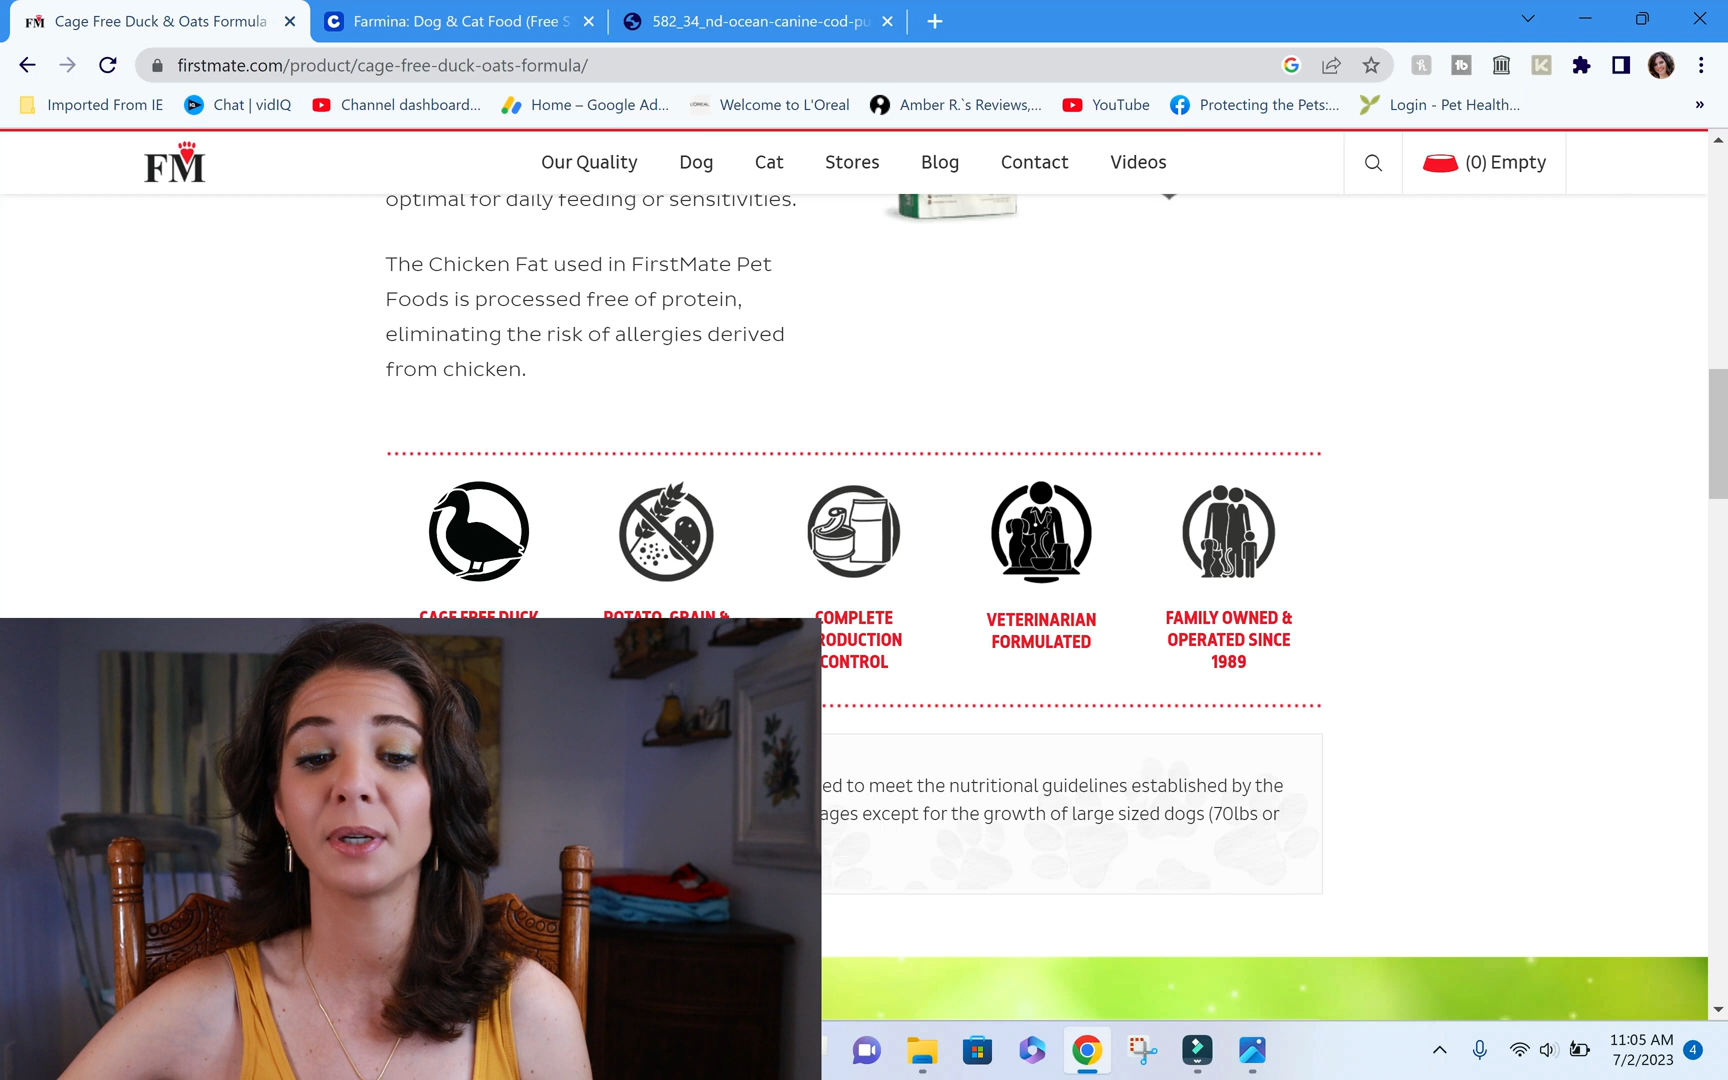 Cage Free Duck & Oats Formula
Farmina: Dog & Cat Food (Free S
582_34_nd-ocean-canine-cod-pu
firstmate.com/product/cage-free-duck-oats-formula/
Imported From IE
Chat | vidIQ
Channel dashboard...
Home – Google Ad...
L'OREAL
Welcome to L'Oreal
Amber R.`s Reviews,...
YouTube
Protecting the Pets:...
Login - Pet Health...
»
FM
Our Quality
Dog
Cat
Stores
Blog
Contact
Videos
(0) Empty
optimal for daily feeding or sensitivities.
The Chicken Fat used in FirstMate Pet
Foods is processed free of protein,
eliminating the risk of allergies derived
from chicken.
CAGE FREE DUCK
POTATO, GRAIN &
COMPLETE
RODUCTION
CONTROL
VETERINARIAN
FORMULATED
FAMILY OWNED &
OPERATED SINCE
1989
ed to meet the nutritional guidelines established by the
ages except for the growth of large sized dogs (70lbs or
11:05 AM
7/2/2023
4